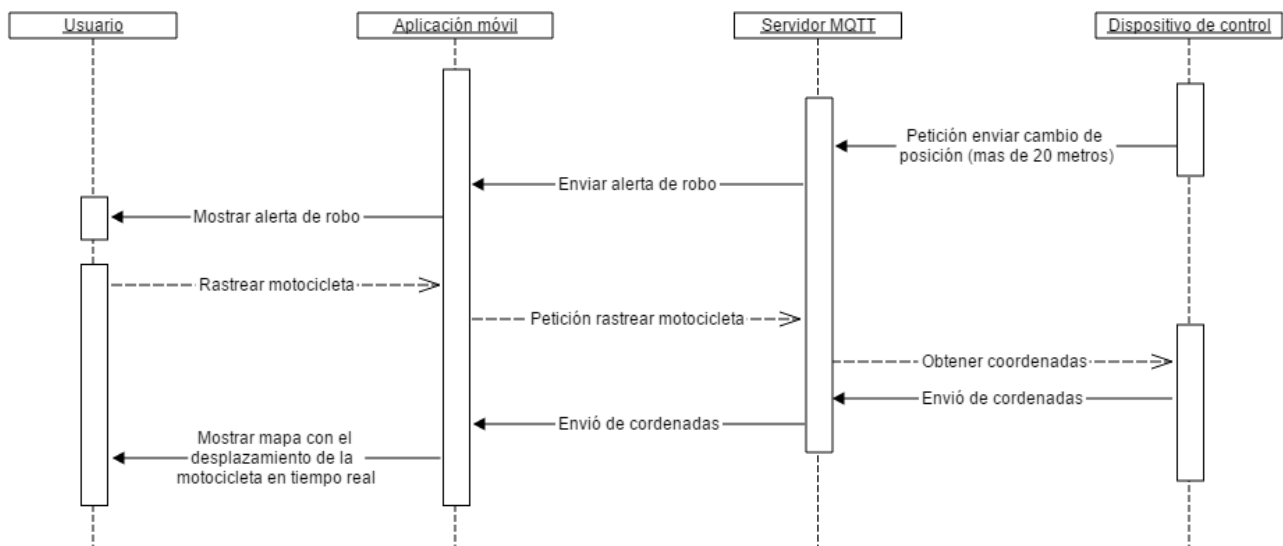 Usuario
Aplicación móvil
Servidor MQTT
Dispositivo de control
Petición enviar cambio de
posición (mas de 20 metros)
Enviar alerta de robo
Mostrar alerta de robo
Rastrear motocicleta
Petición rastrear motocicleta
Obtener coordenadas
Envió de cordenadas
Envió de cordenadas
Mostrar mapa con el
desplazamiento de la
motocicleta en tiempo real